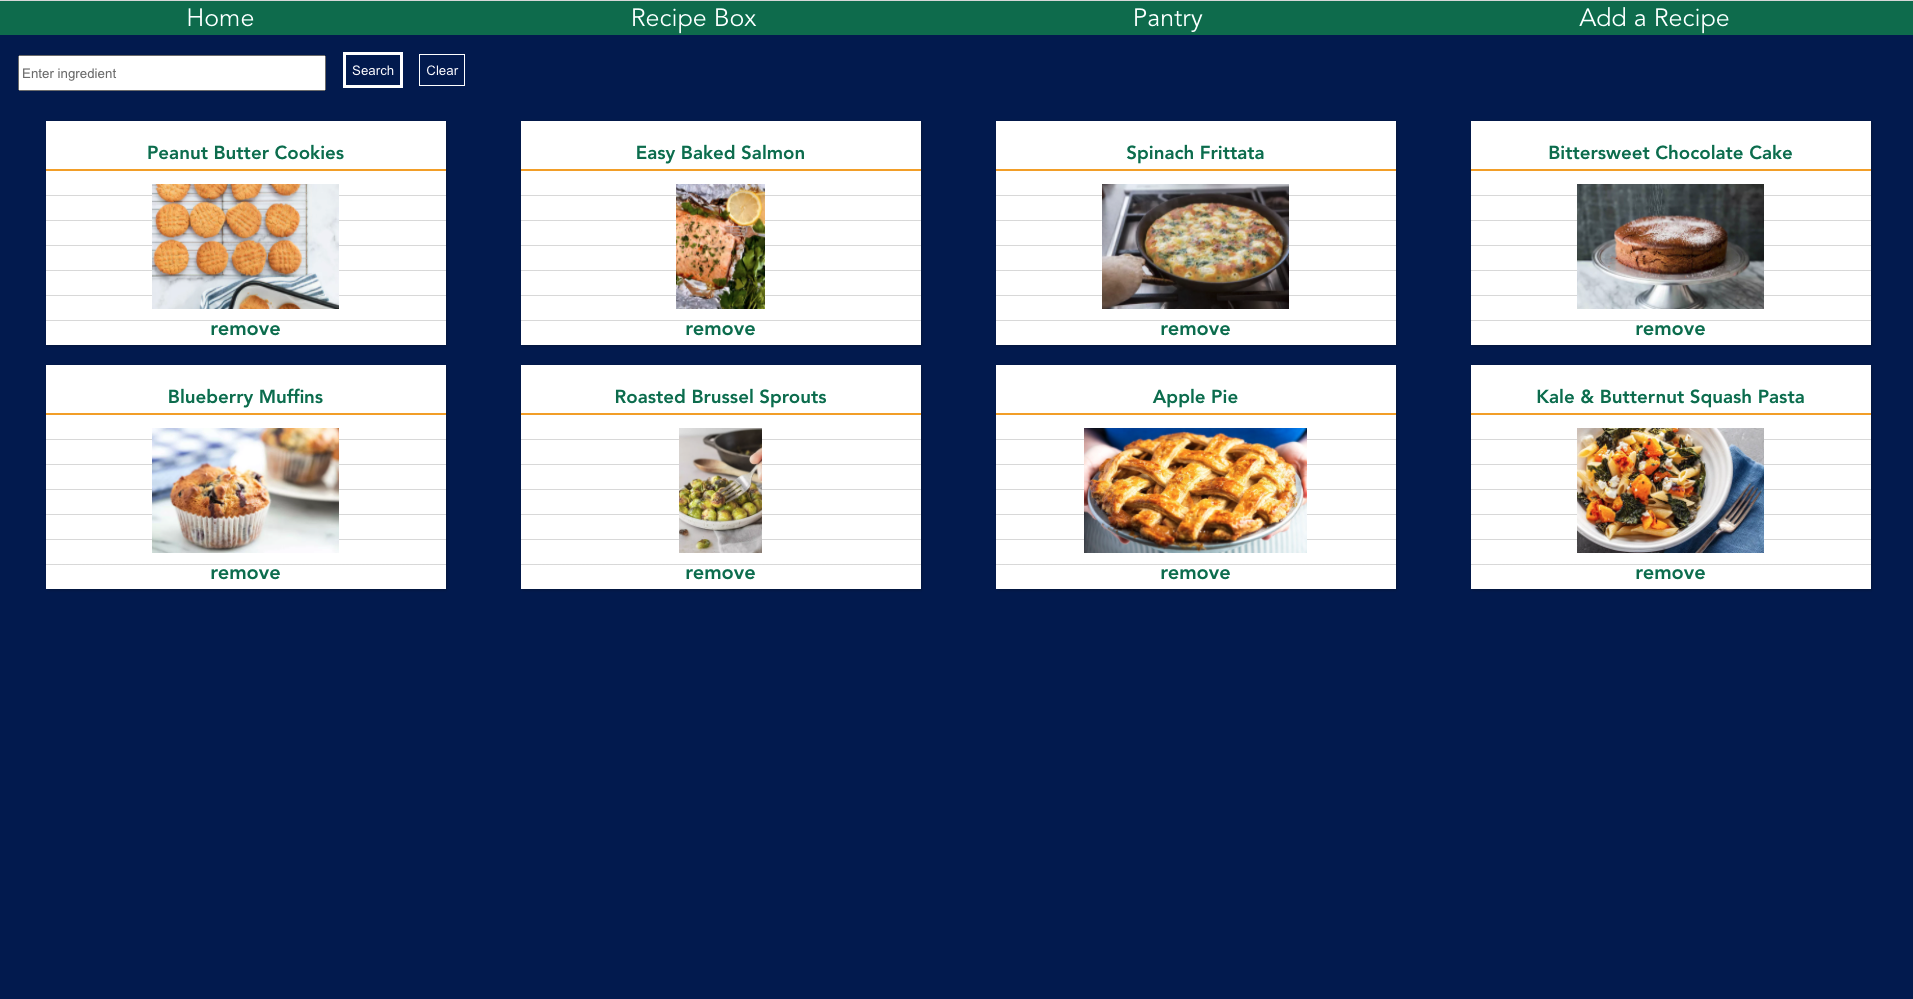 Home Recipe Box Pantry Add a Recipe
Enter ingredient Search Clear
Peanut Butter Cookies Easy Baked Salmon Spinach Frittata Bittersweet Chocolate Cake
remove remove remove remove
Blueberry Muffins Roasted Brussel Sprouts Apple Pie Kale & Butternut Squash Pasta
remove remove remove remove